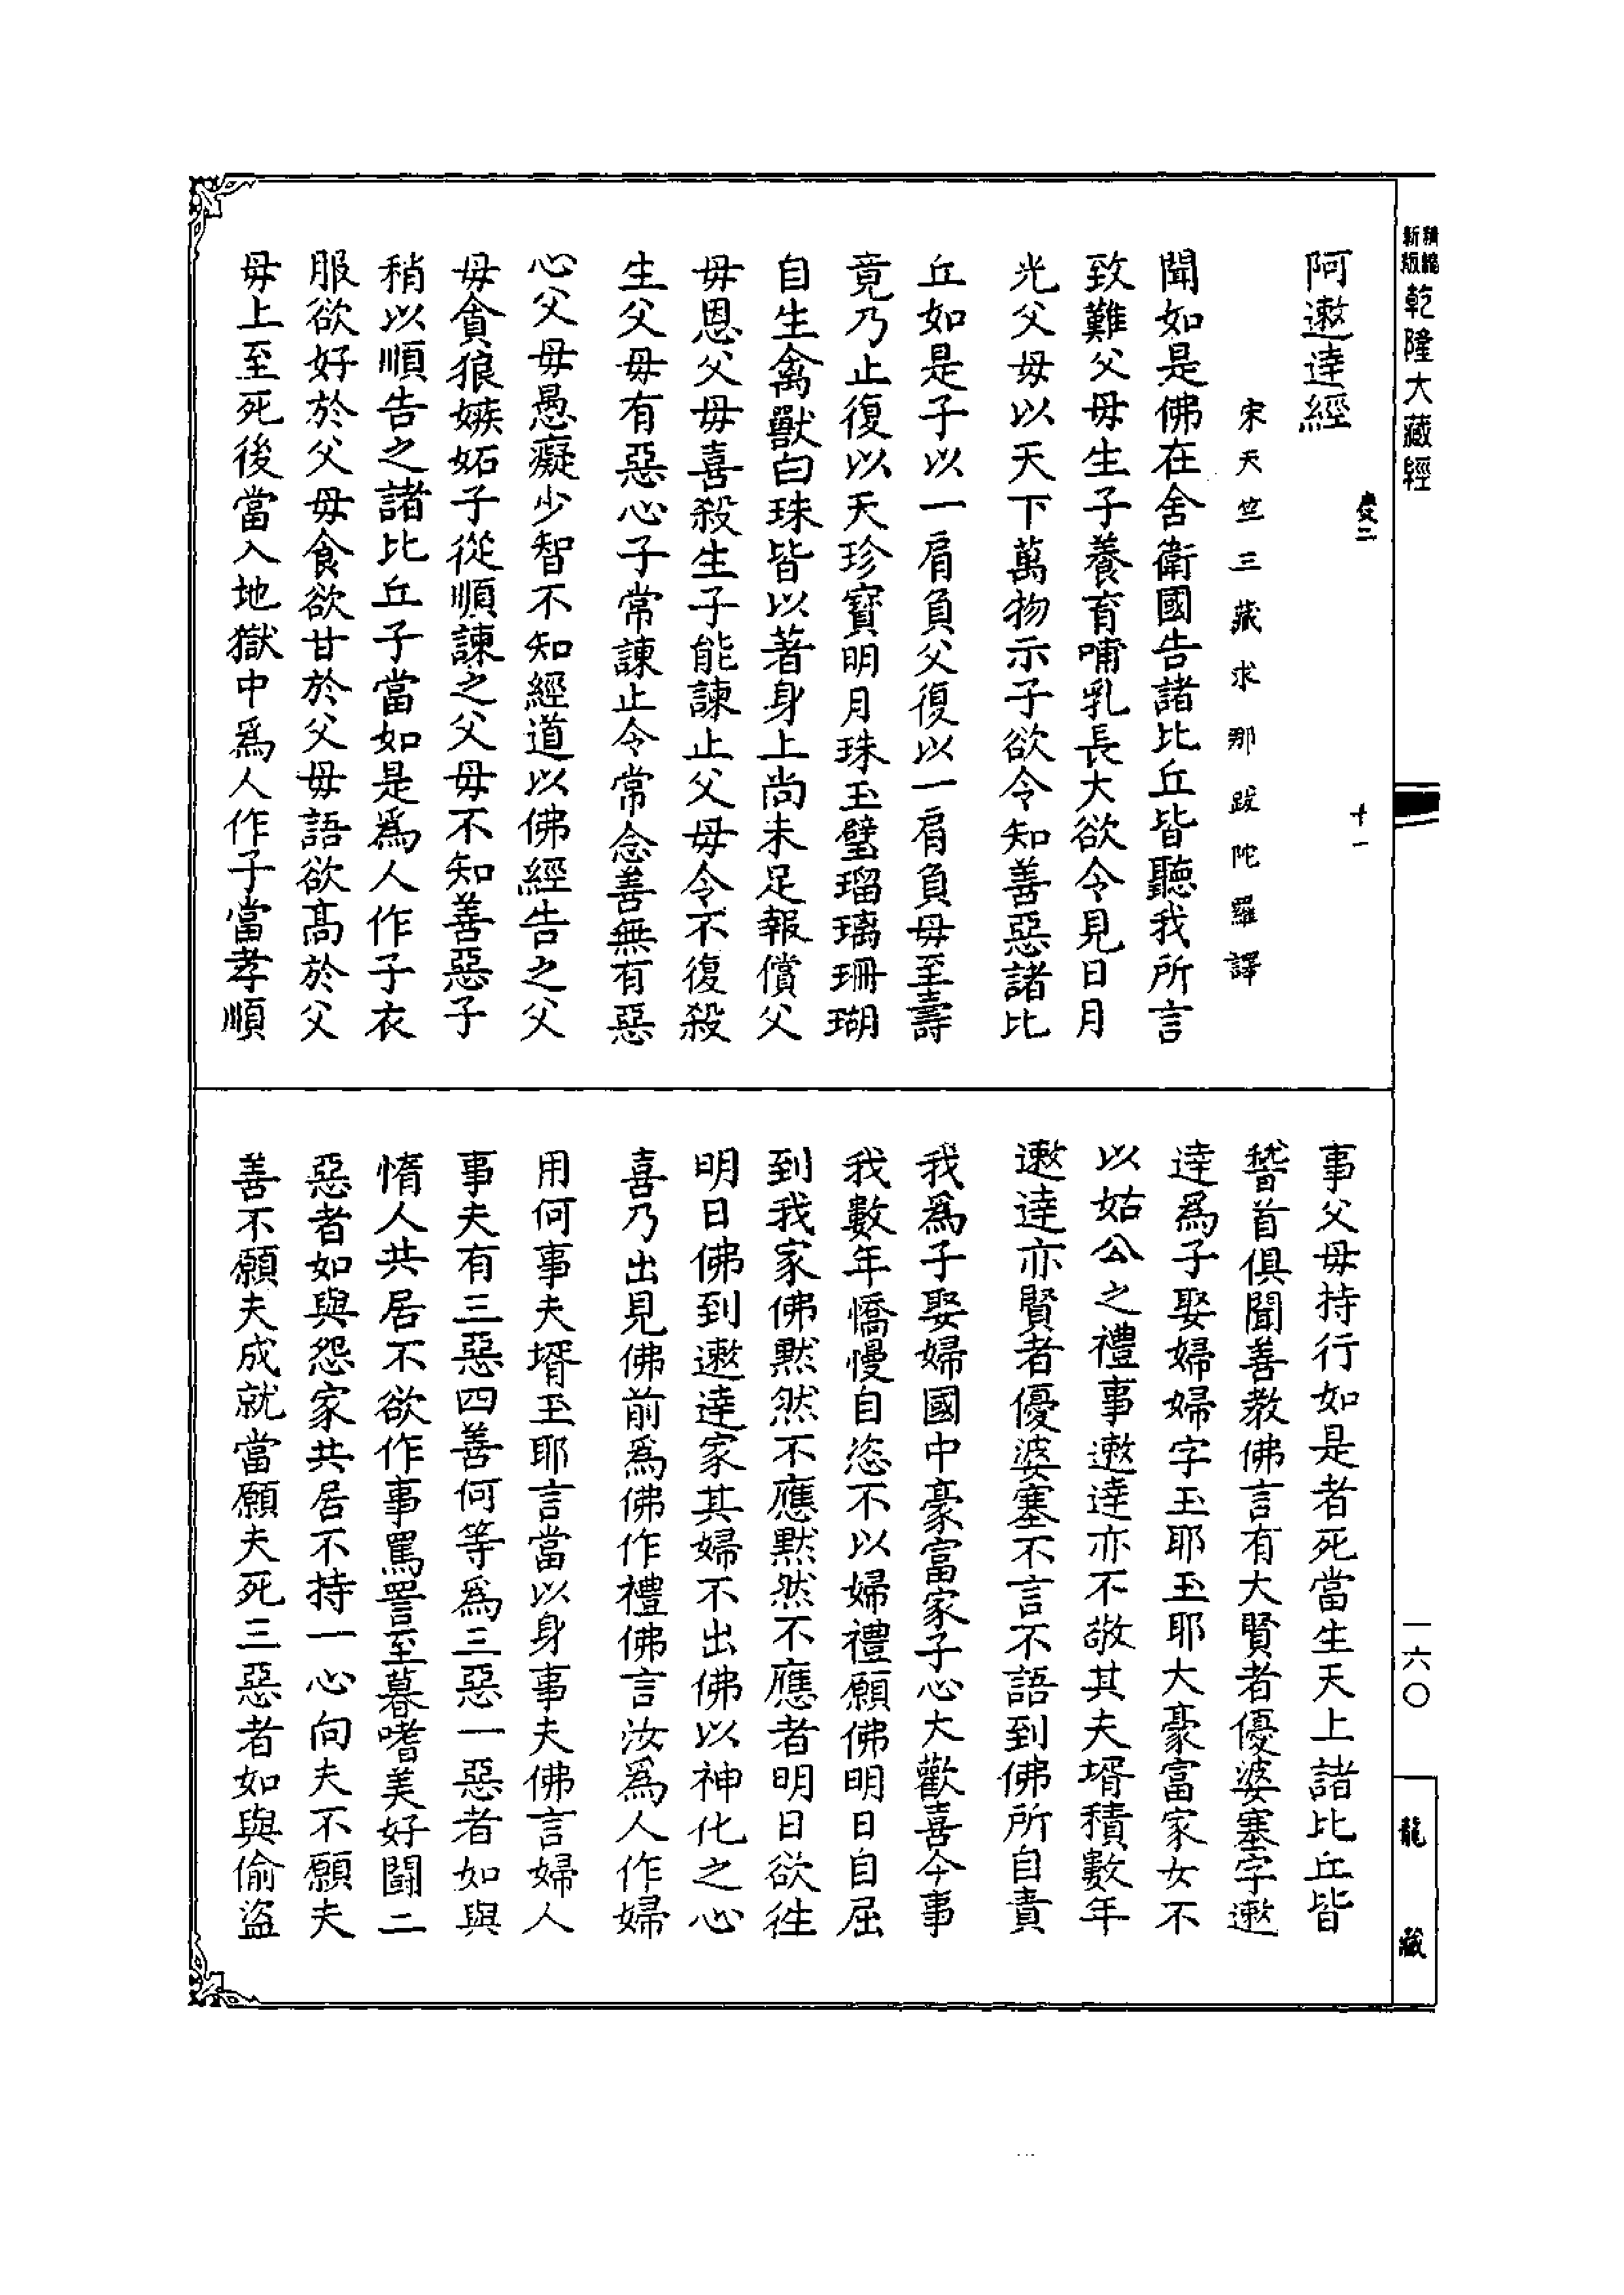 精縮新版乾隆大藏經
慶二
十一
阿遬達經
宋天竺三藏求那跋陀羅譯
聞如是佛在舍衛國告諸比丘皆聽我所言
致難父母生子養育哺乳長大欲令見日月
光父母以天下萬物示子欲令知善惡諸比
丘如是子以一肩負父復以一肩負母至壽
竟乃止復以天珍寶明月珠玉璧瑠璃珊瑚
自生禽獸白珠皆以著身上尚未足報償父
母恩父母喜殺生子能諫止父母令不復殺
生父母有惡心子常諫止令常念善無有惡
心父母愚癡少智不知經道以佛經告之父
母貪狼嫉妬子從順諫之父母不知善惡子
稍以順告之諸比丘子當如是為人作子衣
服欲好於父母食欲甘於父母語欲高於父
母上至死後當入地獄中為人作子當孝順
事父母持行如是者死當生天上諸比丘皆
稽首俱聞善教佛言有大賢者優婆塞字遬
達為子娶婦婦字玉耶玉耶大豪富家女不
以姑公之禮事遬達亦不敬其夫壻積數年
遬達亦賢者優婆塞不言不語到佛所自責
我為子娶婦國中豪富家子心大歡喜今事
我數年憍慢自恣不以婦禮願佛明日自屈
到我家佛黙然不應黙然不應者明日欲往
明日佛到遬達家其婦不出佛以神化之心
喜乃出見佛前為佛作禮佛言汝為人作婦
用何事夫壻玉耶言當以身事夫佛言婦人
事夫有三惡四善何等為三惡一惡者如與
惰人共居不欲作事罵詈至暮嗜美好鬪二
惡者如與怨家共居不持一心向夫不願夫
善不願夫成就當願夫死三惡者如與偷盜
一六〇
龍藏